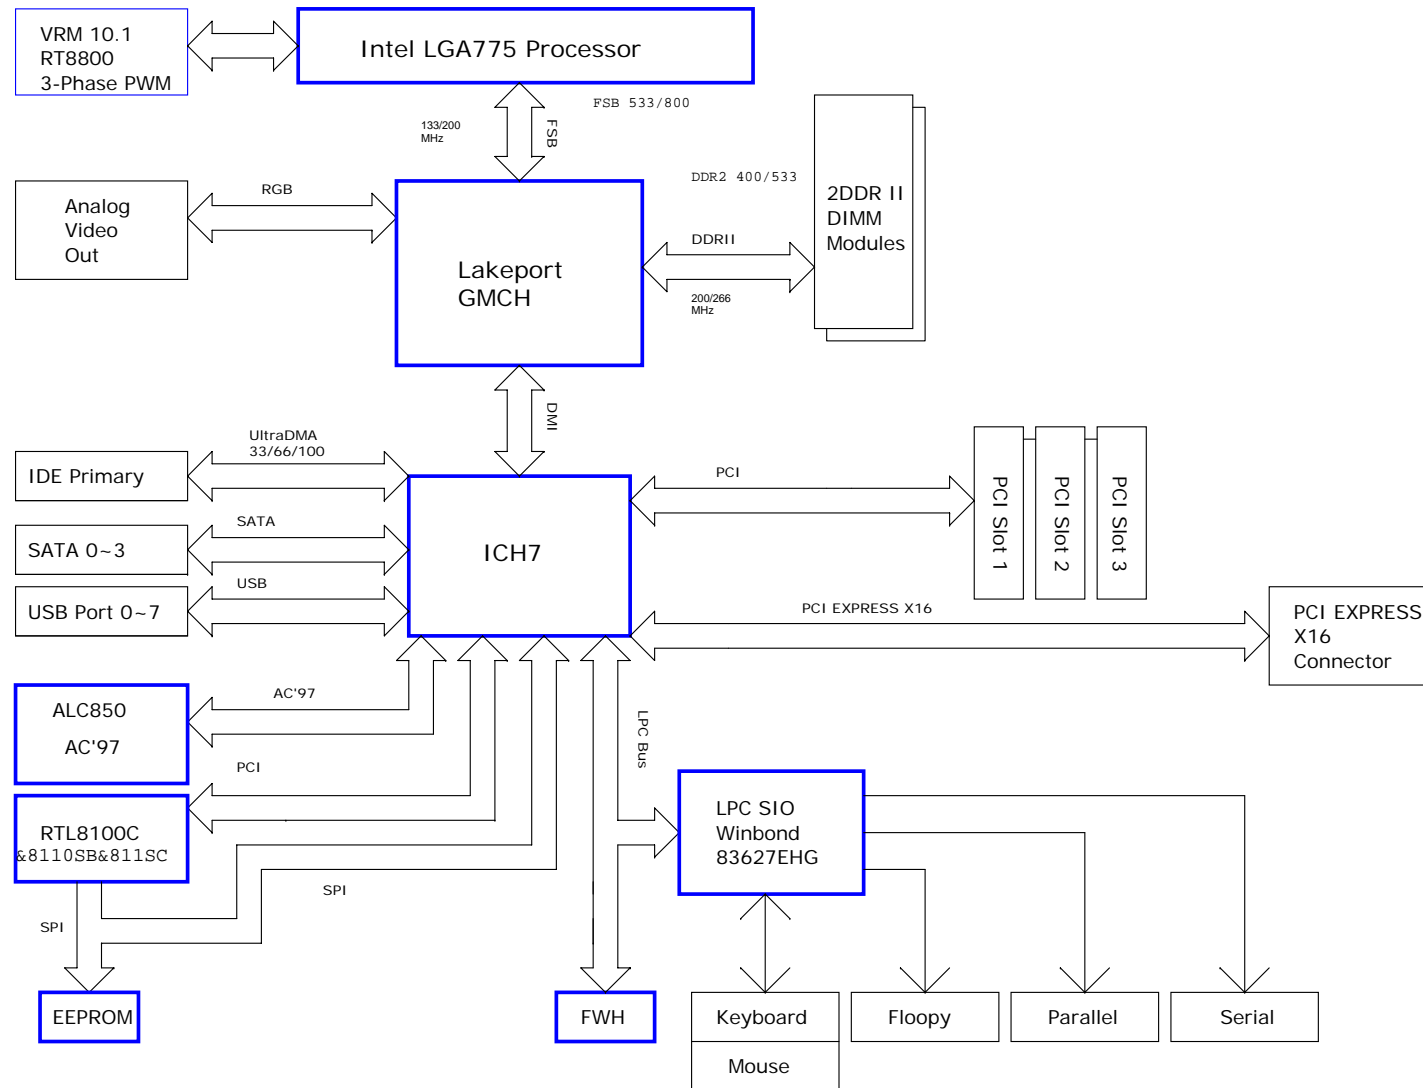 VRM 10.1
RT8800
3-Phase PWM
Intel LGA775 Processor
FSB 533/800
133/200
MHz
FSB
Analog
Video
Out
RGB
Lakeport
GMCH
DDR2 400/533
DDRII
200/266
MHz
2DDR II
DIMM
Modules
DMI
UltraDMA
33/66/100
IDE Primary
SATA
SATA 0~3
USB
USB Port 0~7
ICH7
PCI
PCI Slot 1
PCI Slot 2
PCI Slot 3
PCI EXPRESS X16
PCI EXPRESS
X16
Connector
AC'97
ALC850
AC'97
PCI
RTL8100C
&8110SB&811SC
SPI
SPI
EEPROM
LPC Bus
LPC SIO
Winbond
83627EHG
FWH
Keyboard
Mouse
Floopy
Parallel
Serial